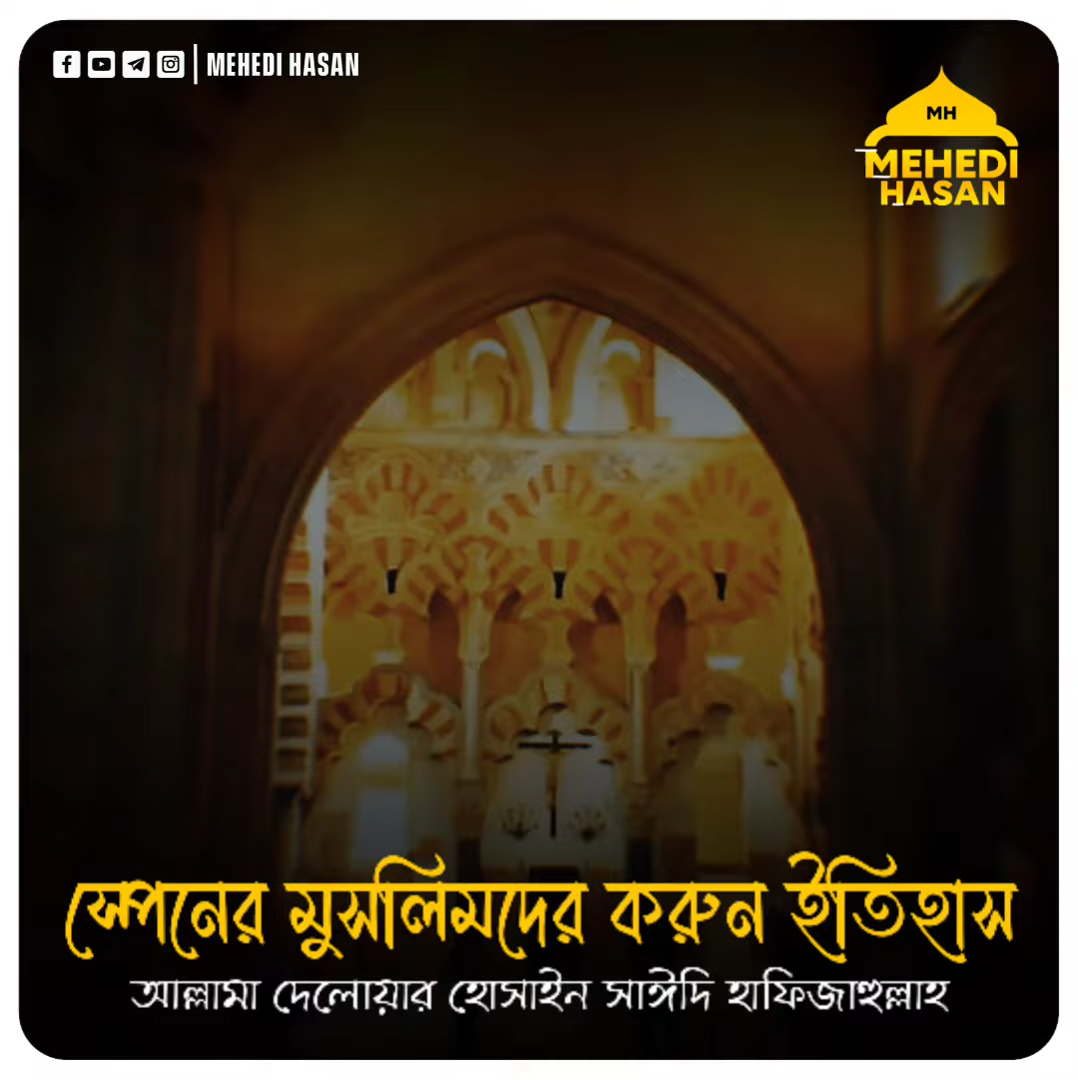 MEHEDI HASAN
MH
MEHEDI
HASAN
স্পেনের মুসলিমদের করুন ইতিহাস
আল্লামা দেলোয়ার হোসাইন সাঈদি হাফিজাহুল্লাহ